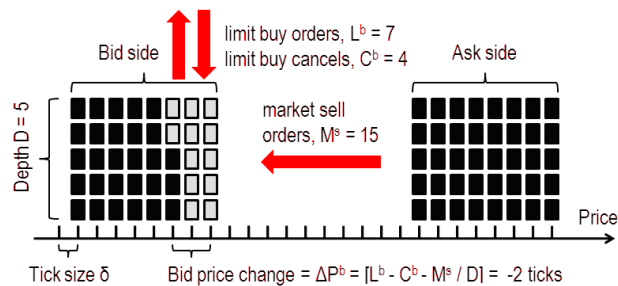 limit buy orders, Lᵇ = 7
Bid side
limit buy cancels, Cᵇ = 4
Ask side
Depth D = 5
market sell
orders, Mˢ = 15
Price
Tick size δ
Bid price change = ΔPᵇ = ⌈Lᵇ - Cᵇ - Mˢ / D⌉ = -2 ticks